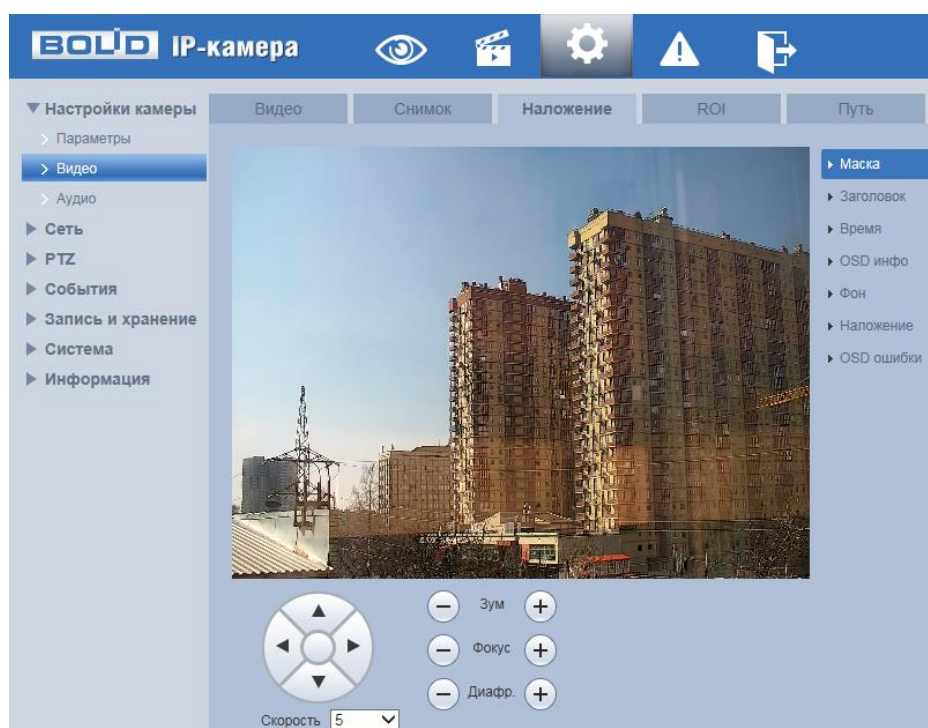 BOLID IP-камера
Видео Снимок Наложение ROI Путь
Настройки камеры
Параметры
Видео
Аудио
Сеть
PTZ
События
Запись и хранение
Система
Информация
Маска
Заголовок
Время
OSD инфо
Фон
Наложение
OSD ошибки
Зум
Фокус
Диафр.
Скорость 5